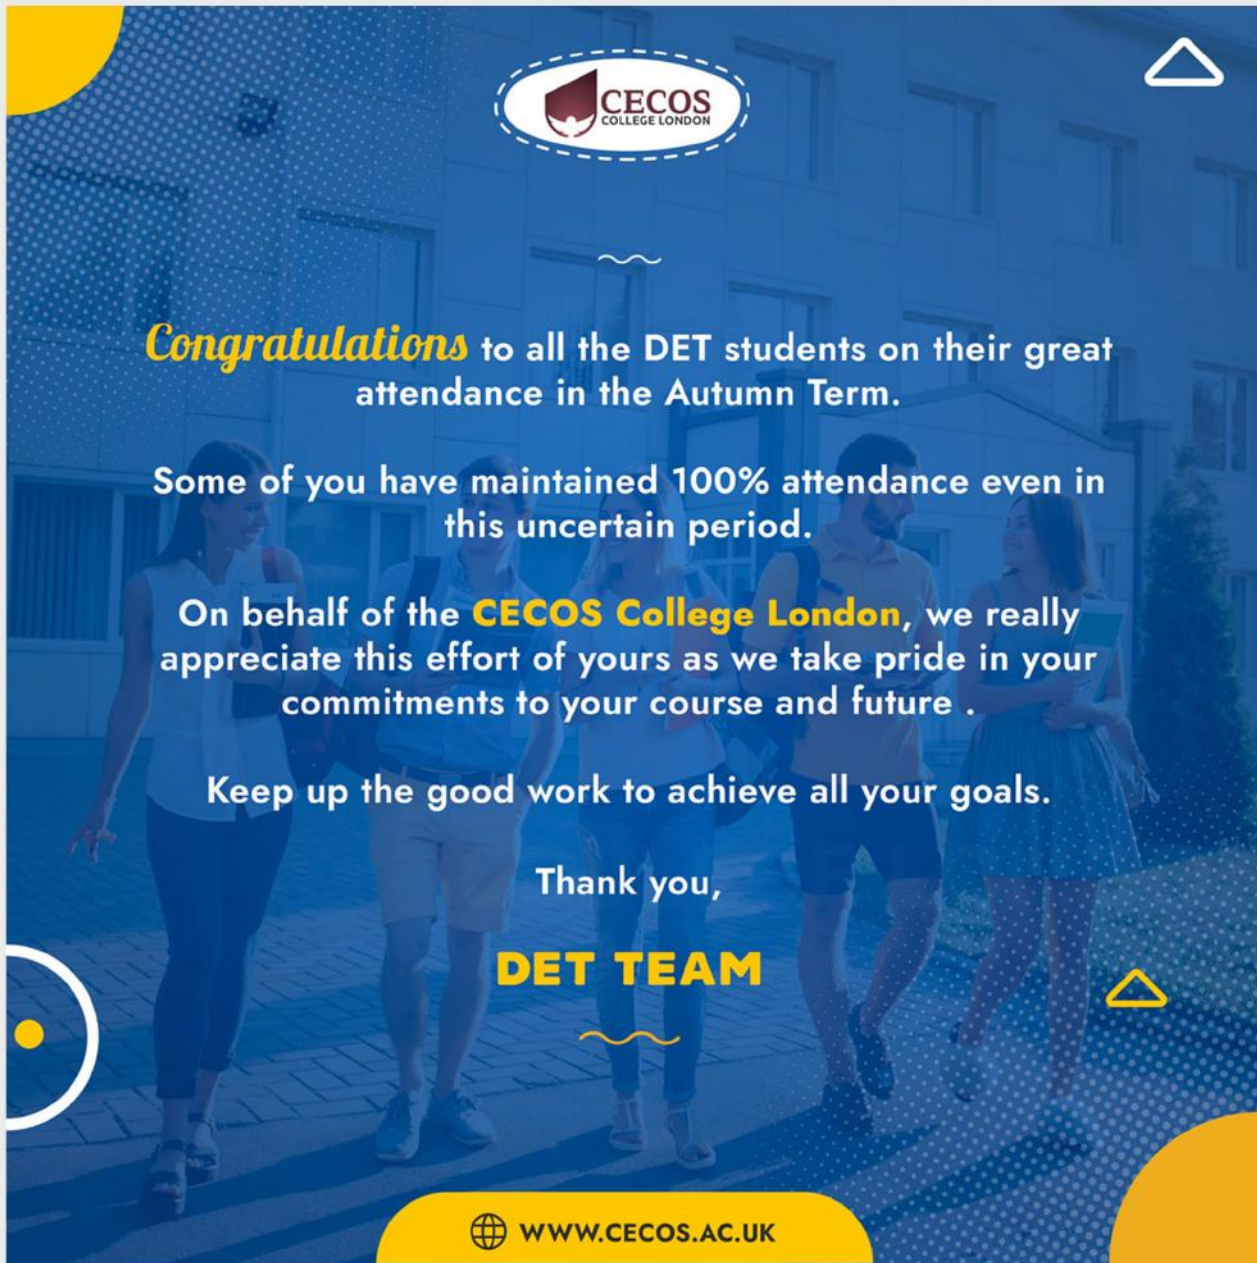 CECOS
COLLEGE LONDON
Congratulations to all the DET students on their great
attendance in the Autumn Term.
Some of you have maintained 100% attendance even in
this uncertain period.
On behalf of the CECOS College London, we really
appreciate this effort of yours as we take pride in your
commitments to your course and future .
Keep up the good work to achieve all your goals.
Thank you,
DET TEAM
WWW.CECOS.AC.UK